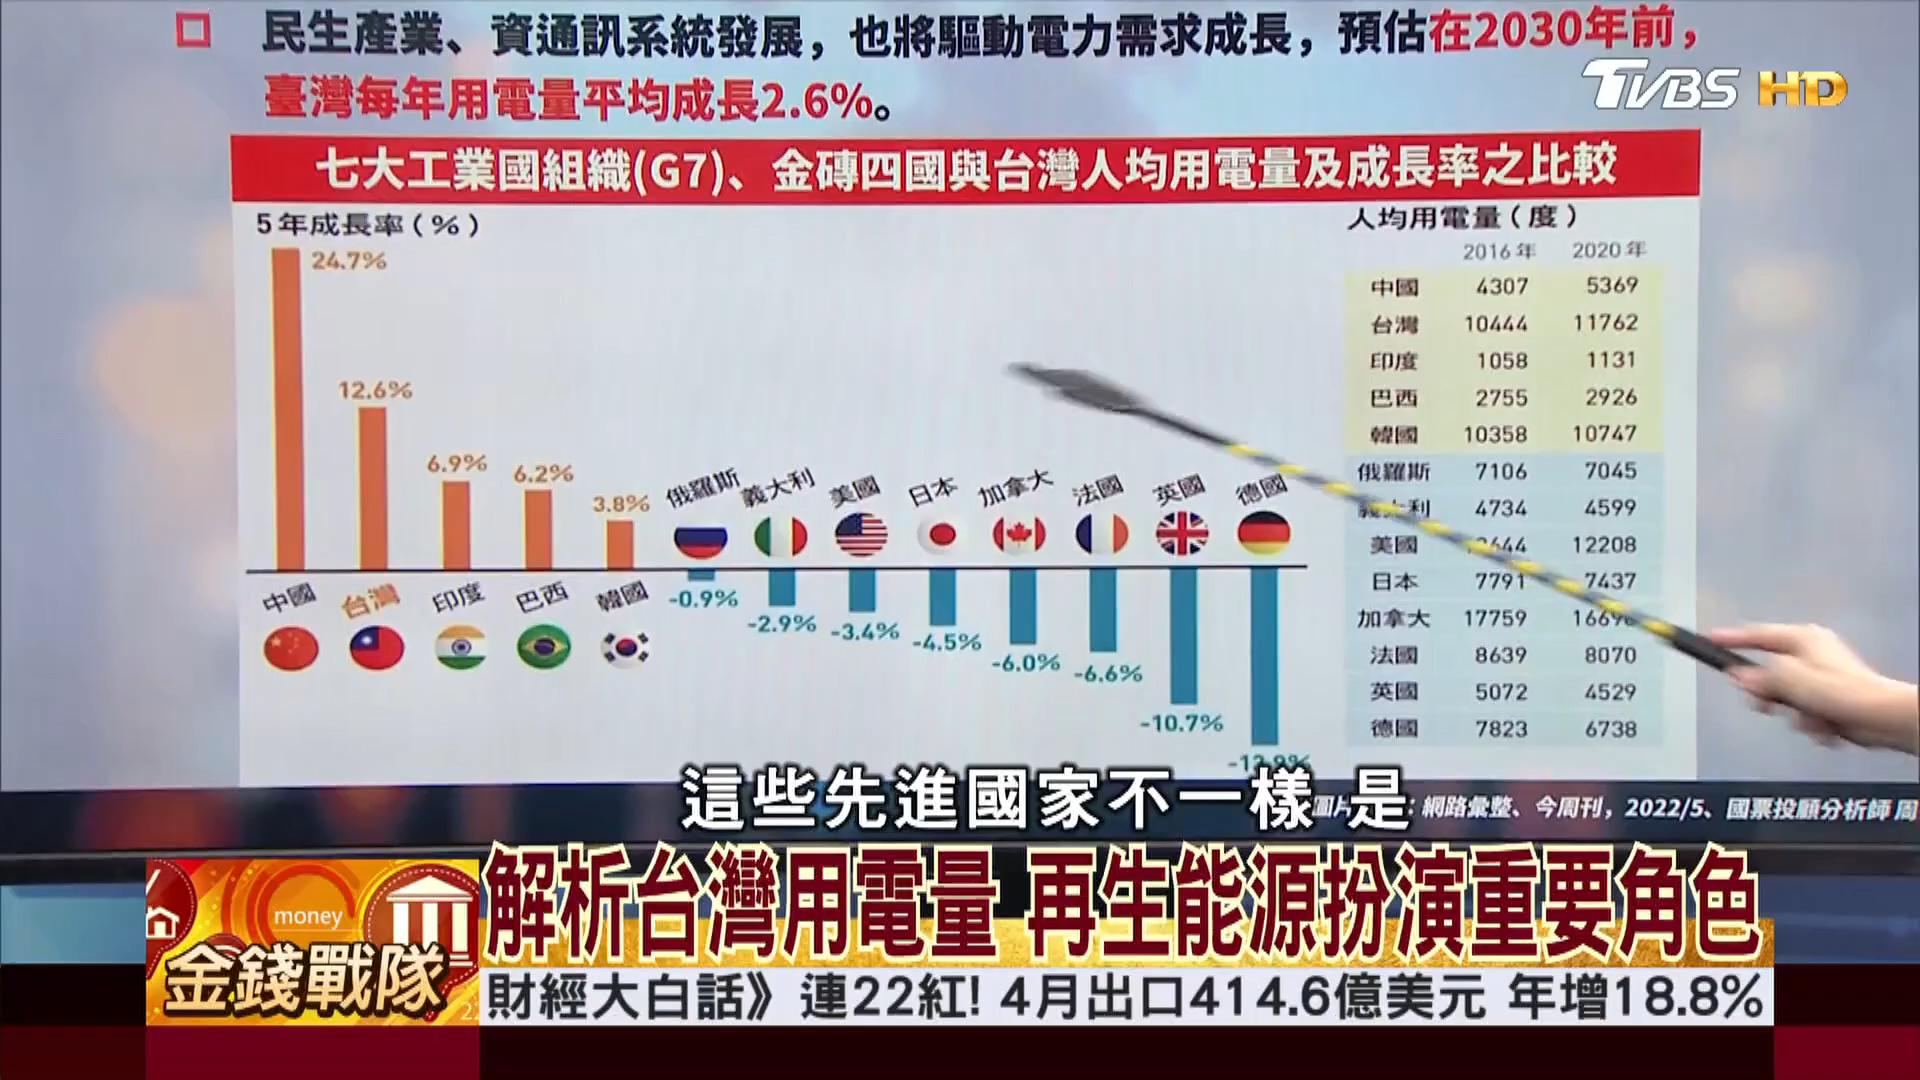 民生產業、資通訊系統發展，也將驅動電力需求成長，預估在2030年前，
臺灣每年用電量平均成長2.6%。
TVBS HD
七大工業國組織(G7)、金磚四國與台灣人均用電量及成長率之比較
5年成長率(%)
24.7%
12.6%
6.9%
6.2%
3.8%
俄羅斯 義大利 美國 日本 加拿大 法國 英國 德國
中國 台灣 印度 巴西 韓國
-0.9%
-2.9%
-3.4%
-4.5%
-6.0%
-6.6%
-10.7%
人均用電量(度)
2016年 2020年
中國 4307 5369
台灣 10444 11762
印度 1058 1131
巴西 2755 2926
韓國 10358 10747
俄羅斯 7106 7045
義大利 4734 4599
美國 12208
日本 7791 7437
加拿大 17759
法國 8639 8070
英國 5072 4529
德國 7823 6738
這些先進國家不一樣 是
：網路彙整、今周刊，2022/5、國票投顧分析師 周
money
金錢戰隊
解析台灣用電量 再生能源扮演重要角色
財經大白話》連22紅! 4月出口414.6億美元 年增18.8%